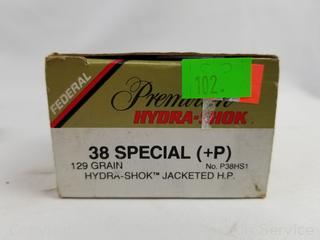 FEDERAL
Premium
102.
HYDRA-SHOK
38 SPECIAL (+P)
129 GRAIN No. P38HS1
HYDRA-SHOK™ JACKETED H.P.